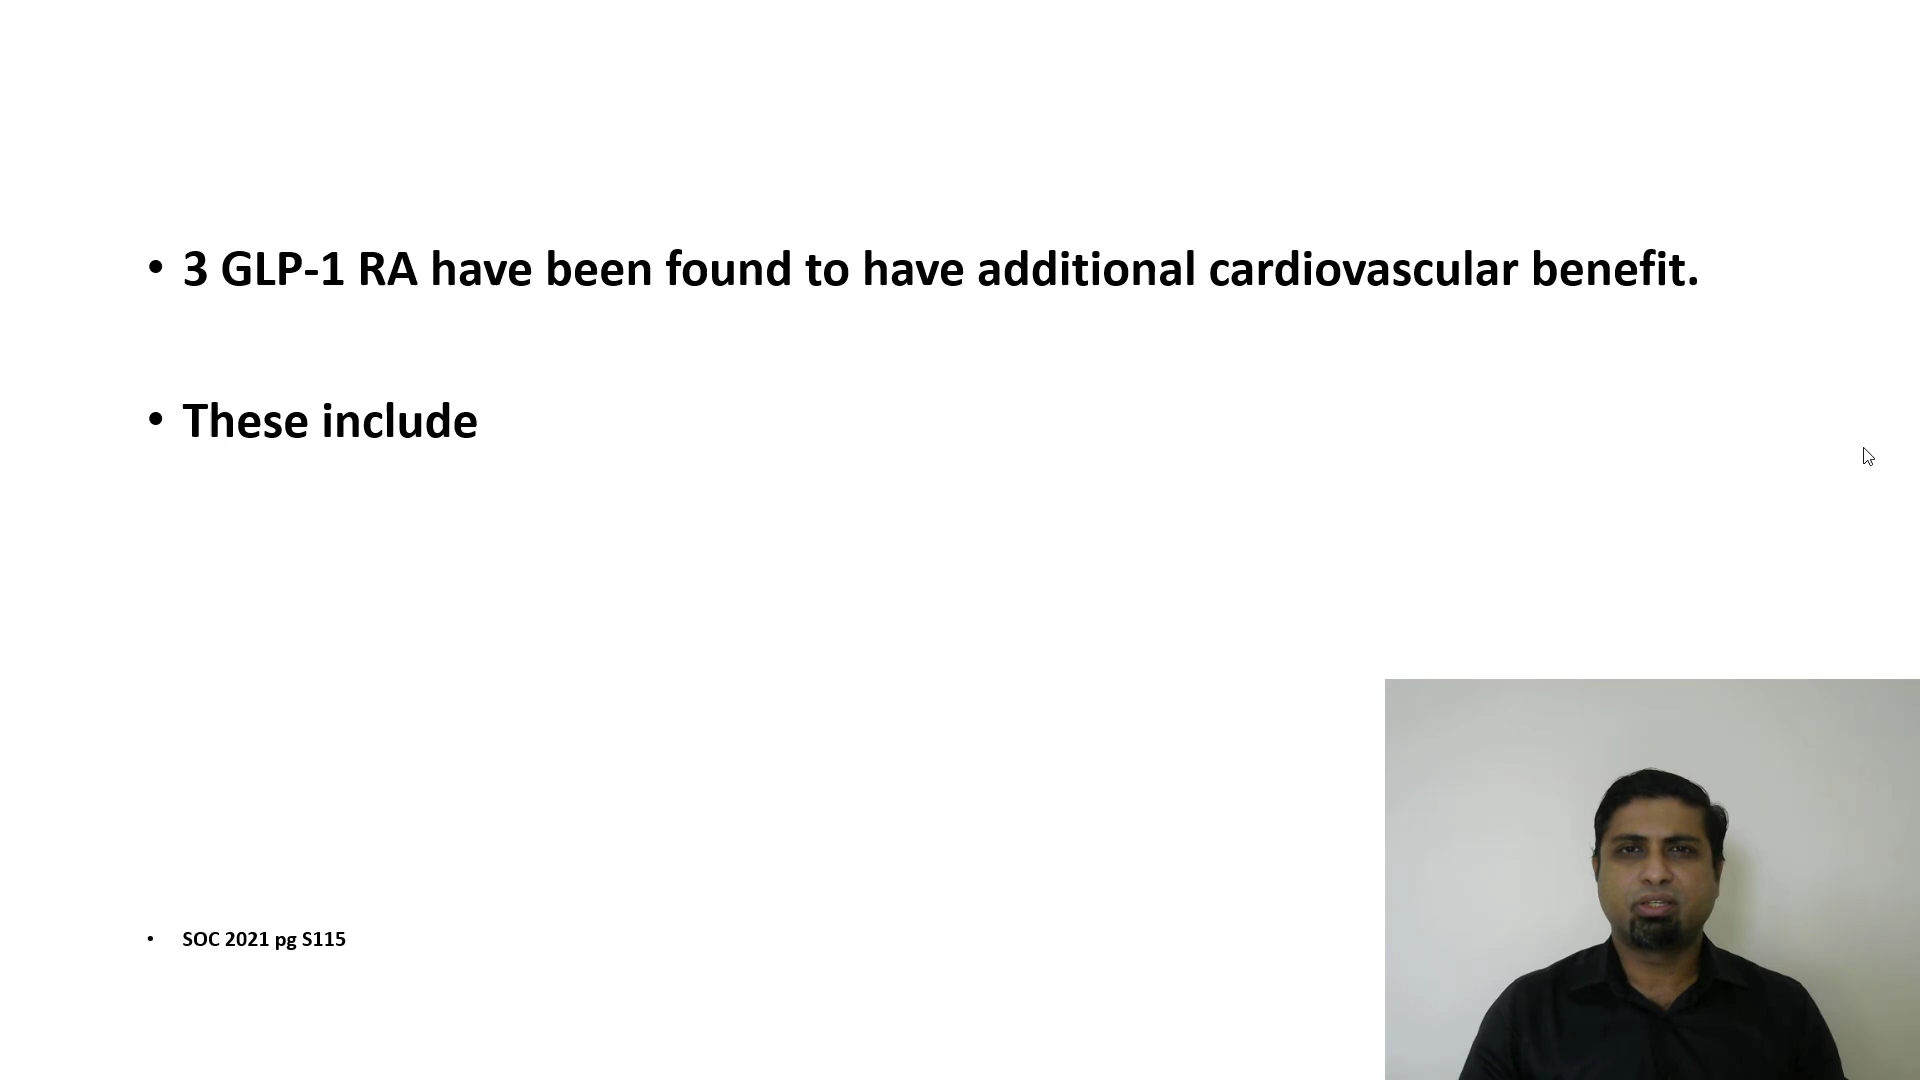 • 3 GLP-1 RA have been found to have additional cardiovascular benefit.
• These include
• SOC 2021 pg S115